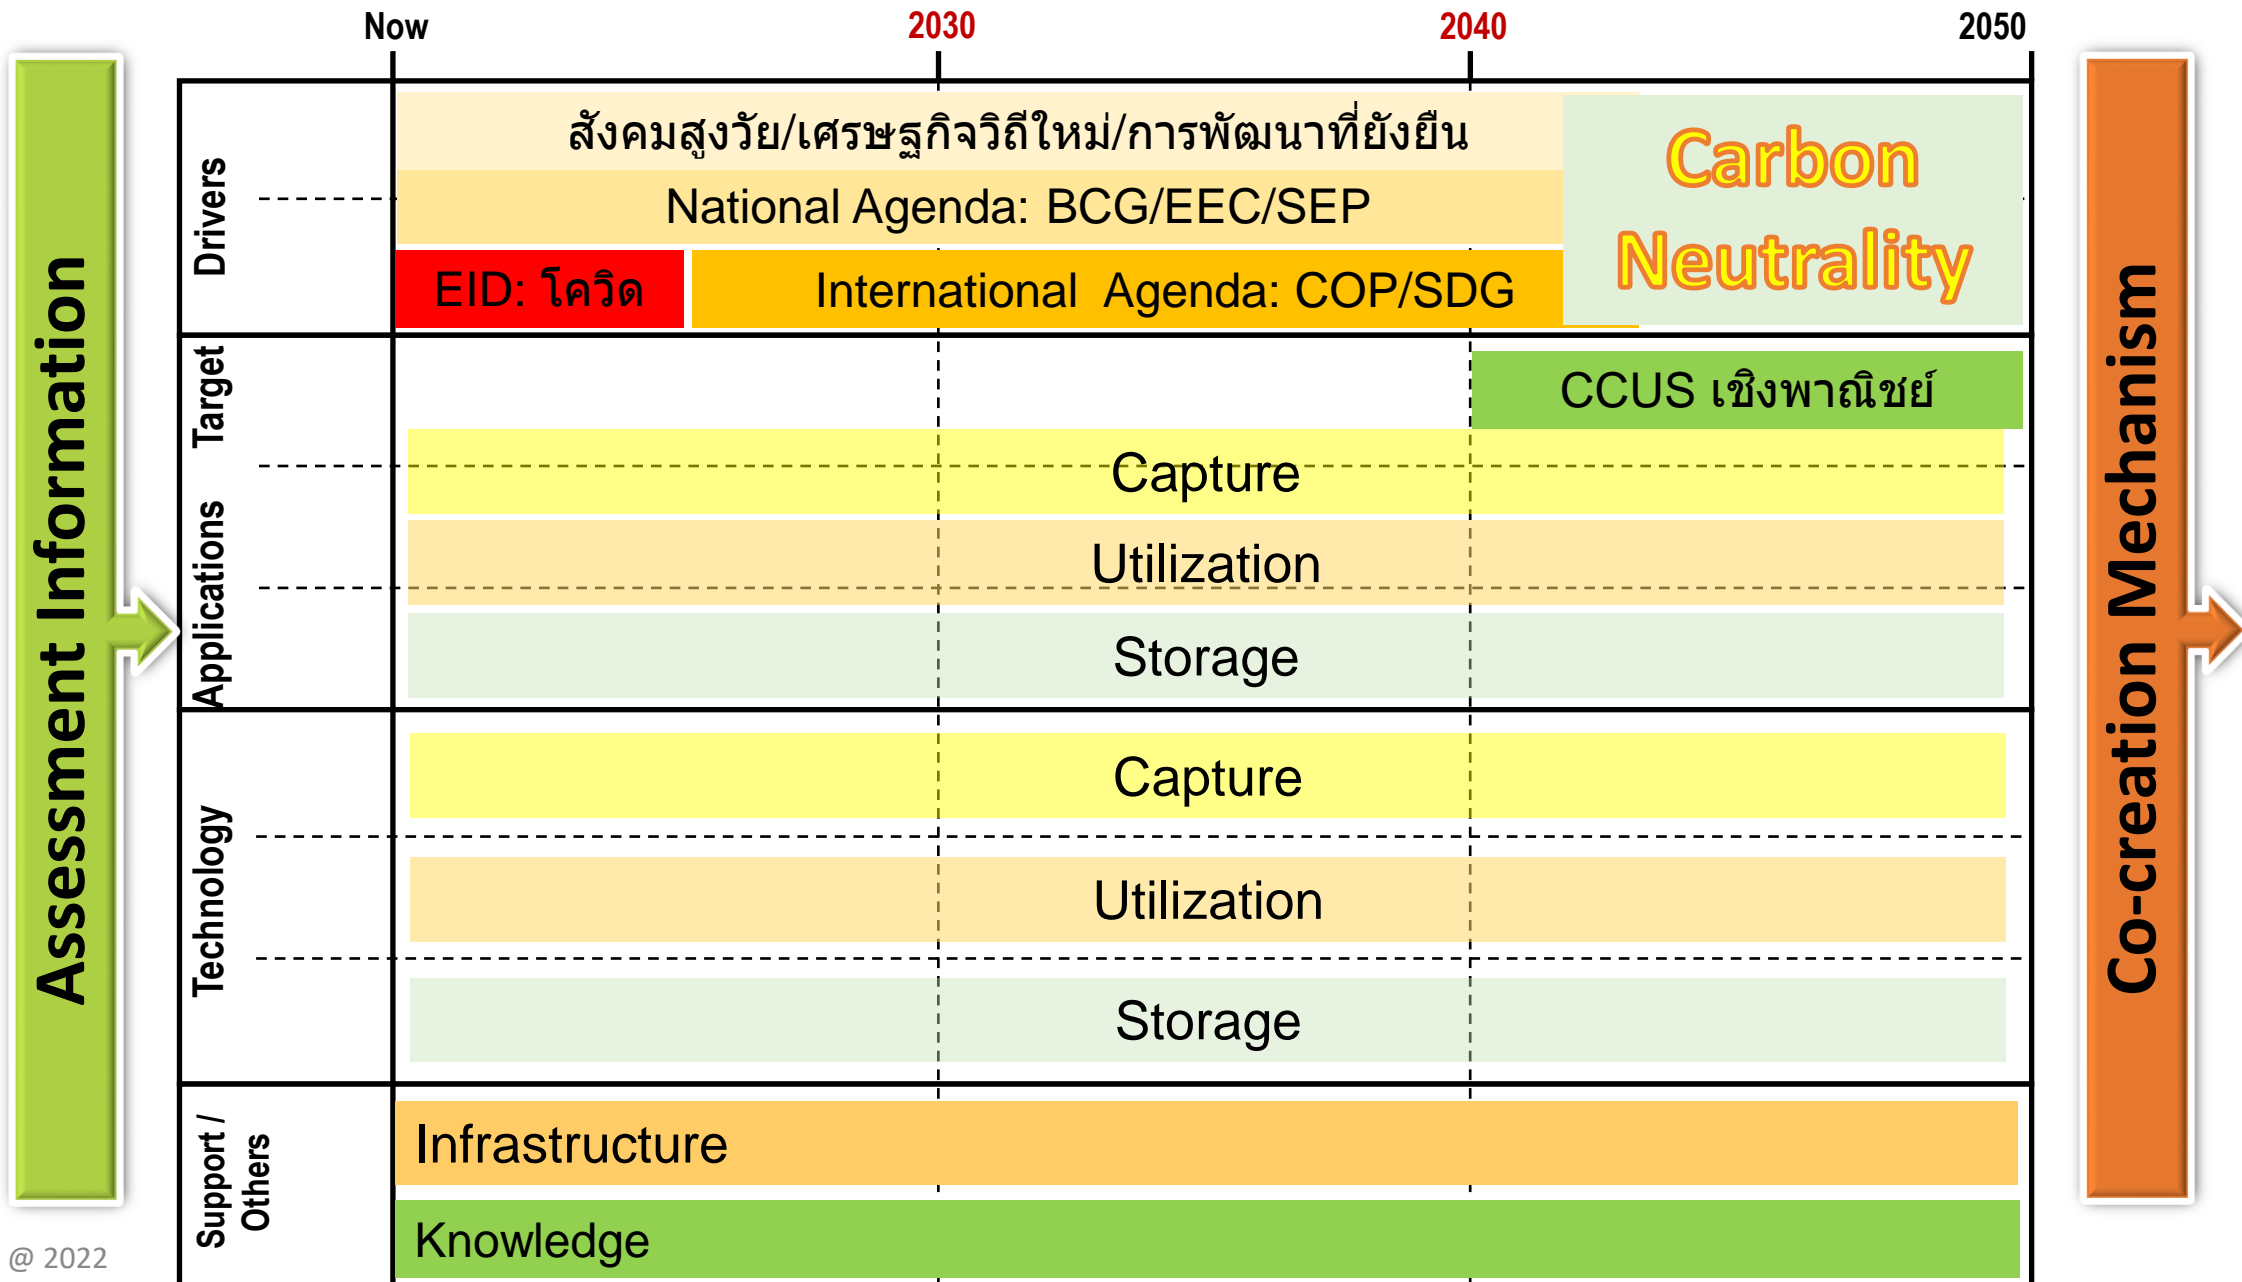 Now
2030
2040
2050
Assessment Information
Drivers
สังคมสูงวัย/เศรษฐกิจวิถีใหม่/การพัฒนาที่ยังยืน
National Agenda: BCG/EEC/SEP
EID: โควิด
International Agenda: COP/SDG
Carbon
Neutrality
Target
CCUS เชิงพาณิชย์
Applications
Capture
Utilization
Storage
Technology
Capture
Utilization
Storage
Support /
Others
Infrastructure
Knowledge
Co-creation Mechanism
@ 2022